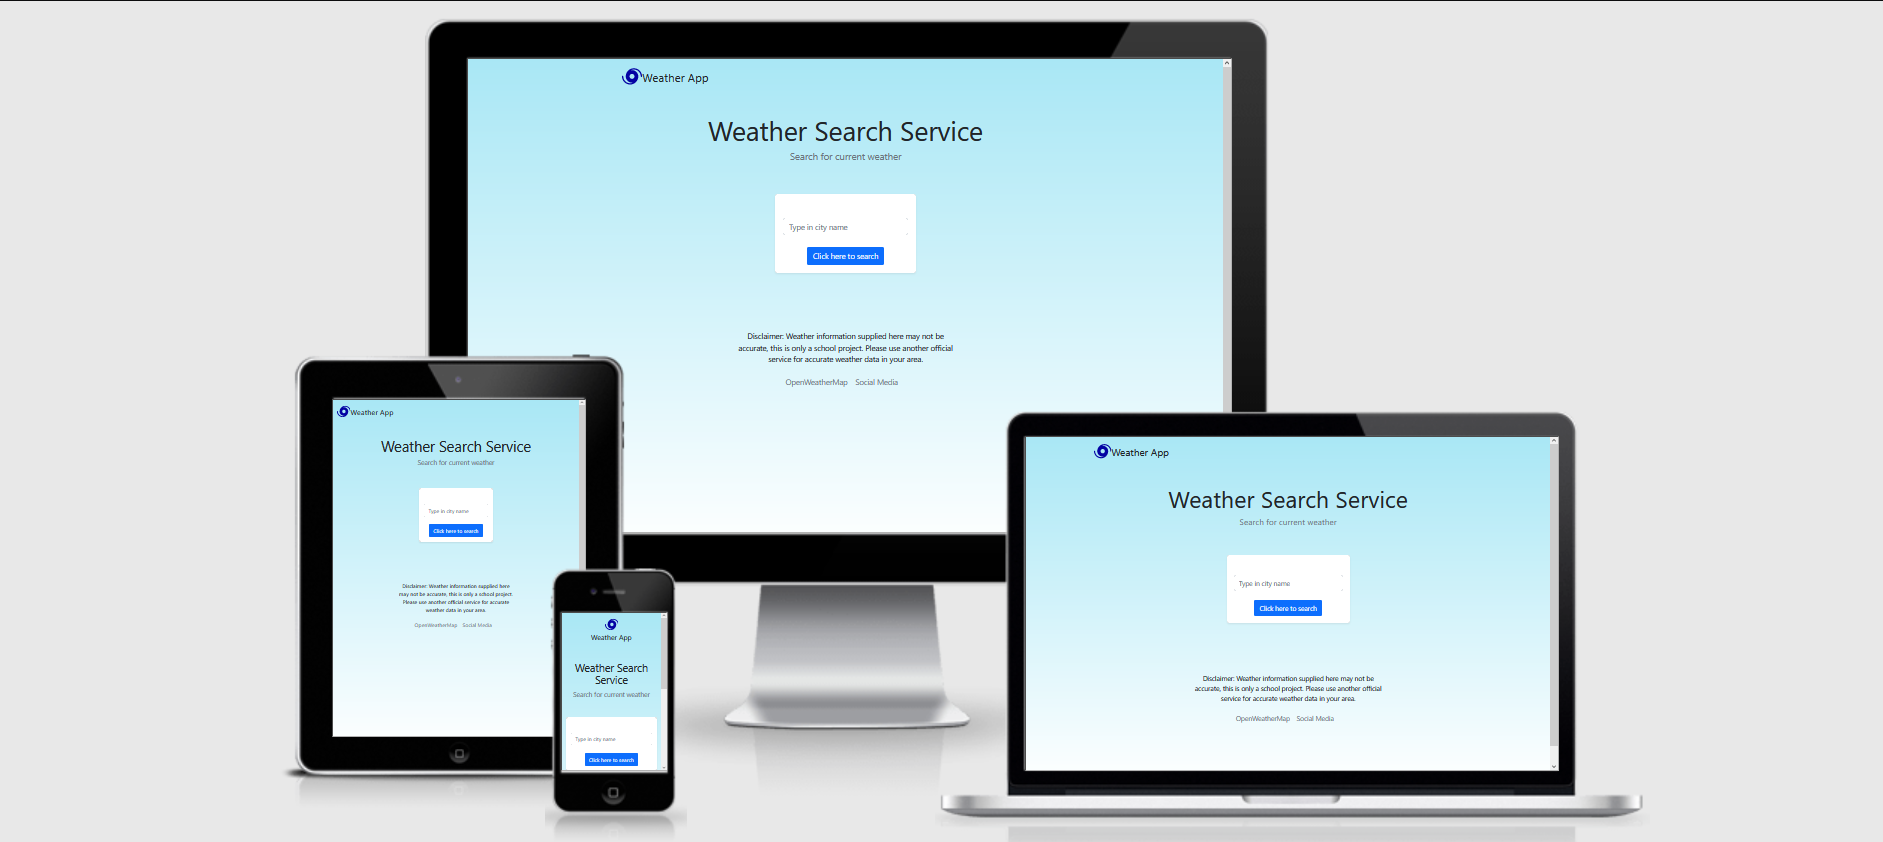 Weather App
Weather Search Service
Search for current weather
Type in city name
Click here to search
Disclaimer: Weather information supplied here may not be
accurate, this is only a school project. Please use another official
service for accurate weather data in your area.
OpenWeatherMap Social Media
Weather App
Weather Search Service
Search for current weather
Type in city name
Click here to search
Disclaimer: Weather information supplied here
may not be accurate, this is only a school project.
Please use another official service for accurate
weather data in your area.
OpenWeatherMap Social Media
Weather App
Weather Search
Service
Search for current weather
Type in city name
Click here to search
Weather App
Weather Search Service
Search for current weather
Type in city name
Click here to search
Disclaimer: Weather information supplied here may not be
accurate, this is only a school project. Please use another official
service for accurate weather data in your area.
OpenWeatherMap Social Media